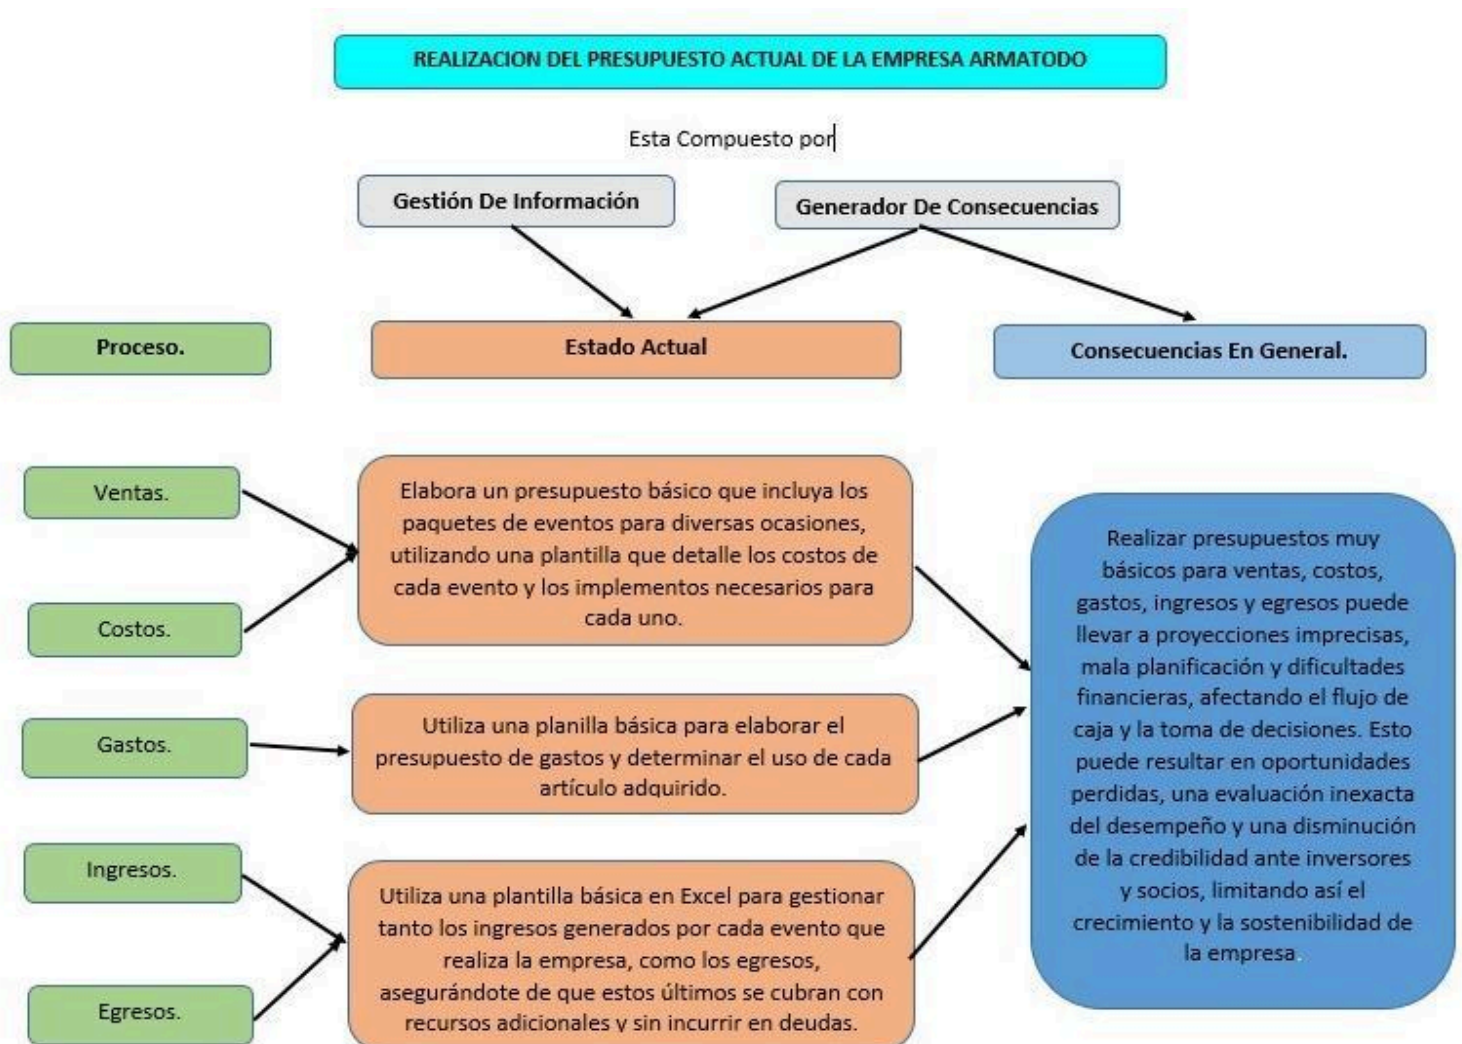 REALIZACION DEL PRESUPUESTO ACTUAL DE LA EMPRESA ARMATODO
Esta Compuesto por
Gestión De Información
Generador De Consecuencias
Proceso.
Estado Actual
Consecuencias En General.
Ventas.
Costos.
Elabora un presupuesto básico que incluya los
paquetes de eventos para diversas ocasiones,
utilizando una plantilla que detalle los costos de
cada evento y los implementos necesarios para
cada uno.
Gastos.
Utiliza una planilla básica para elaborar el
presupuesto de gastos y determinar el uso de cada
artículo adquirido.
Ingresos.
Egresos.
Utiliza una plantilla básica en Excel para gestionar
tanto los ingresos generados por cada evento que
realiza la empresa, como los egresos,
asegurándote de que estos últimos se cubran con
recursos adicionales y sin incurrir en deudas.
Realizar presupuestos muy
básicos para ventas, costos,
gastos, ingresos y egresos puede
llevar a proyecciones imprecisas,
mala planificación y dificultades
financieras, afectando el flujo de
caja y la toma de decisiones. Esto
puede resultar en oportunidades
perdidas, una evaluación inexacta
del desempeño y una disminución
de la credibilidad ante inversores
y socios, limitando así el
crecimiento y la sostenibilidad de
la empresa.